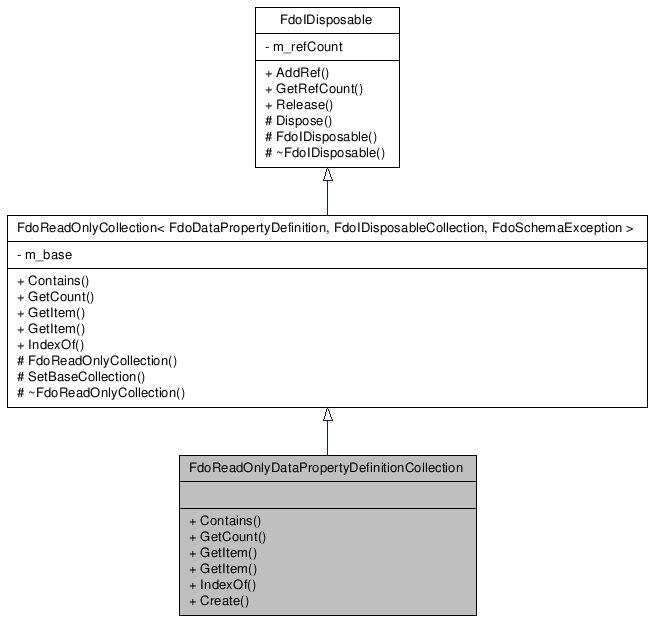 FdoIDisposable
- m_refCount
+ AddRef()
+ GetRefCount()
+ Release()
# Dispose()
# FdoIDisposable()
# ~FdoIDisposable()
FdoReadOnlyCollection< FdoDataPropertyDefinition, FdoIDisposableCollection, FdoSchemaException >
- m_base
+ Contains()
+ GetCount()
+ GetItem()
+ GetItem()
+ IndexOf()
# FdoReadOnlyCollection()
# SetBaseCollection()
# ~FdoReadOnlyCollection()
FdoReadOnlyDataPropertyDefinitionCollection
+ Contains()
+ GetCount()
+ GetItem()
+ GetItem()
+ IndexOf()
+ Create()